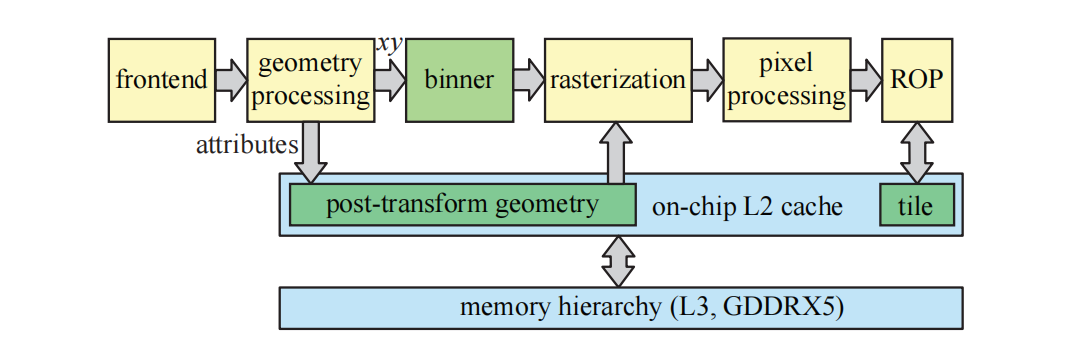 frontend
geometry
processing
xy
binner
rasterization
pixel
processing
ROP
attributes
post-transform geometry
on-chip L2 cache
tile
memory hierarchy (L3, GDDRX5)